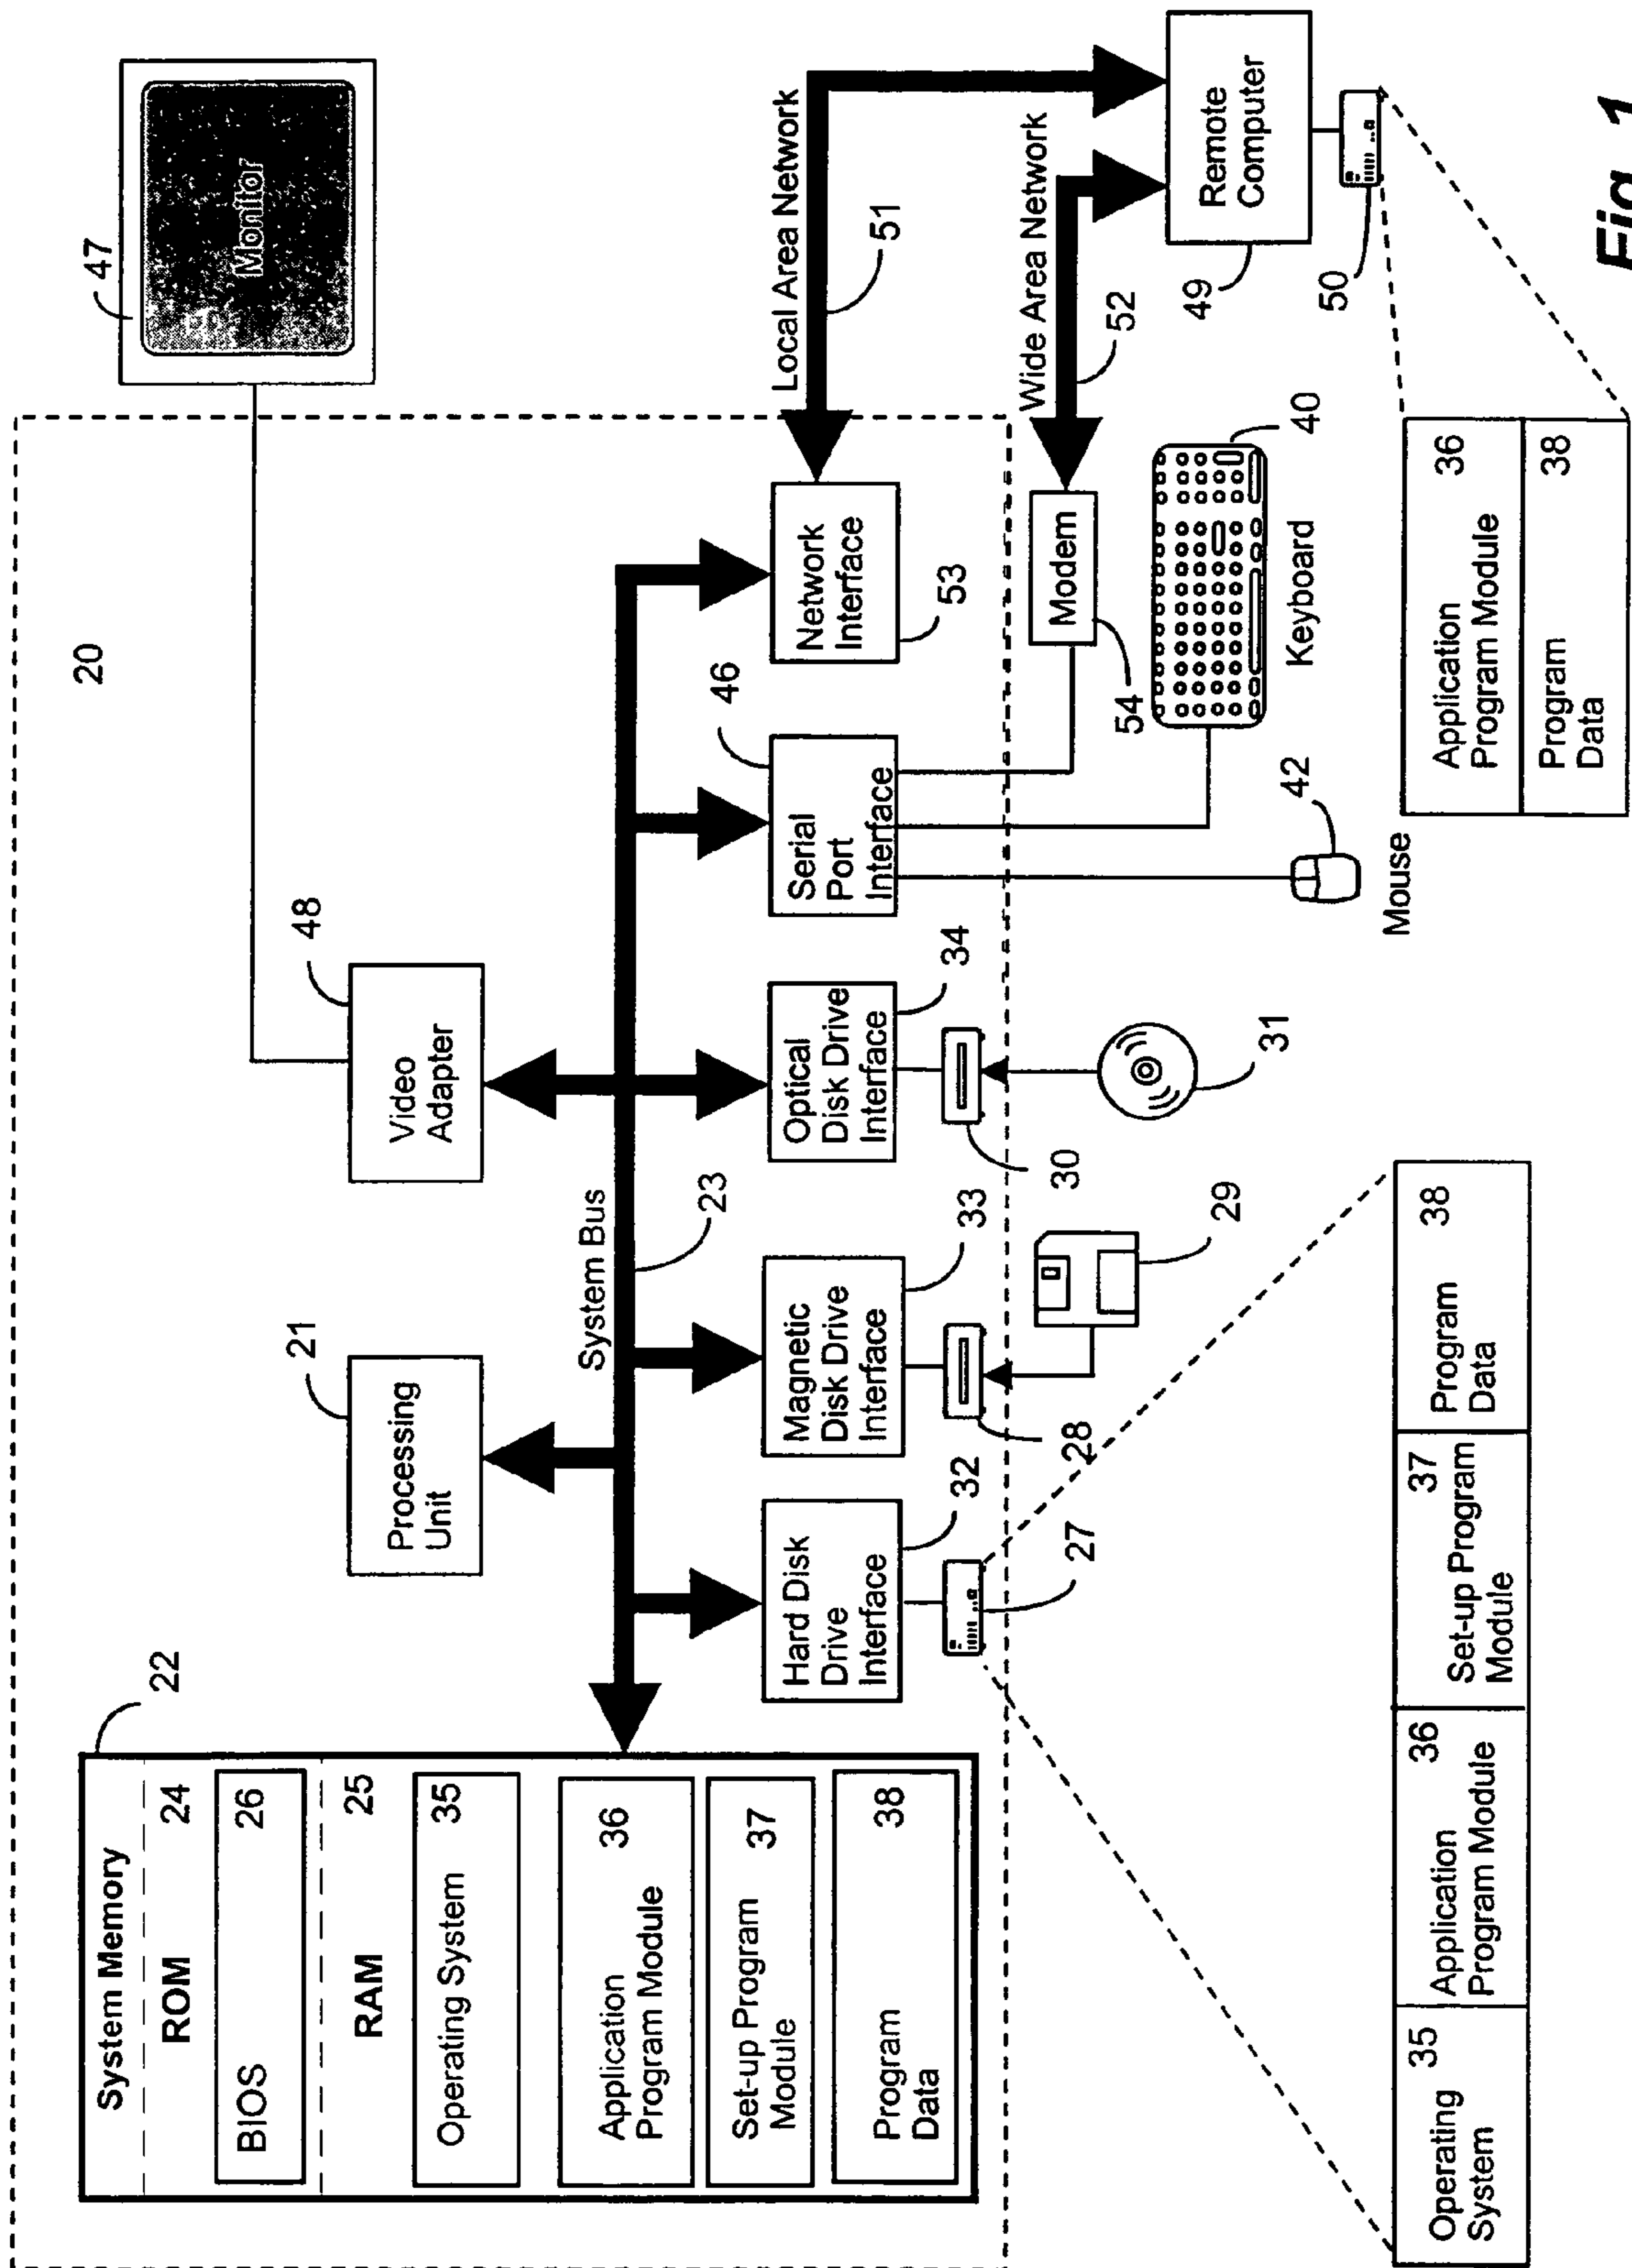 47
Monitor
20
System Memory
22
ROM
24
BIOS
26
RAM
25
Operating System
35
Application
Program Module
36
Set-up Program
Module
37
Program
Data
38
Processing
Unit
21
Video
Adapter
48
System Bus
23
Hard Disk
Drive
Interface
32
Magnetic
Disk Drive
Interface
33
Optical
Disk Drive
Interface
34
Serial
Port
Interface
46
Network
Interface
53
Local Area Network
51
27
28
29
30
31
Modem
54
Wide Area Network
52
Keyboard
40
Mouse
42
Remote
Computer
49
50
Operating
System
35
Application
Program Module
36
Set-up Program
Module
37
Program
Data
38
Application
Program Module
36
Program
Data
38
Fig. 1